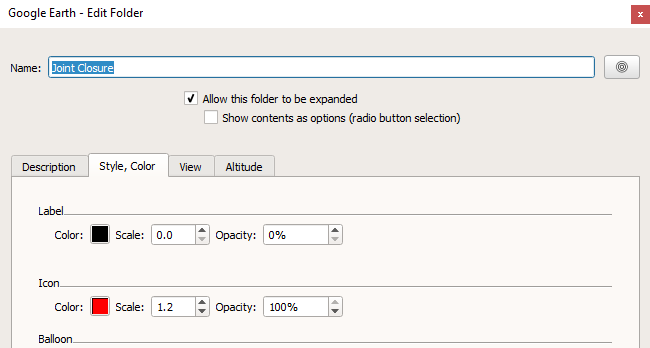 Google Earth - Edit Folder
x
Name: Joint Closure
Allow this folder to be expanded
Show contents as options (radio button selection)
Description Style, Color View Altitude
Label
Color: Scale: 0.0 Opacity: 0%
Icon
Color: Scale: 1.2 Opacity: 100%
Balloon